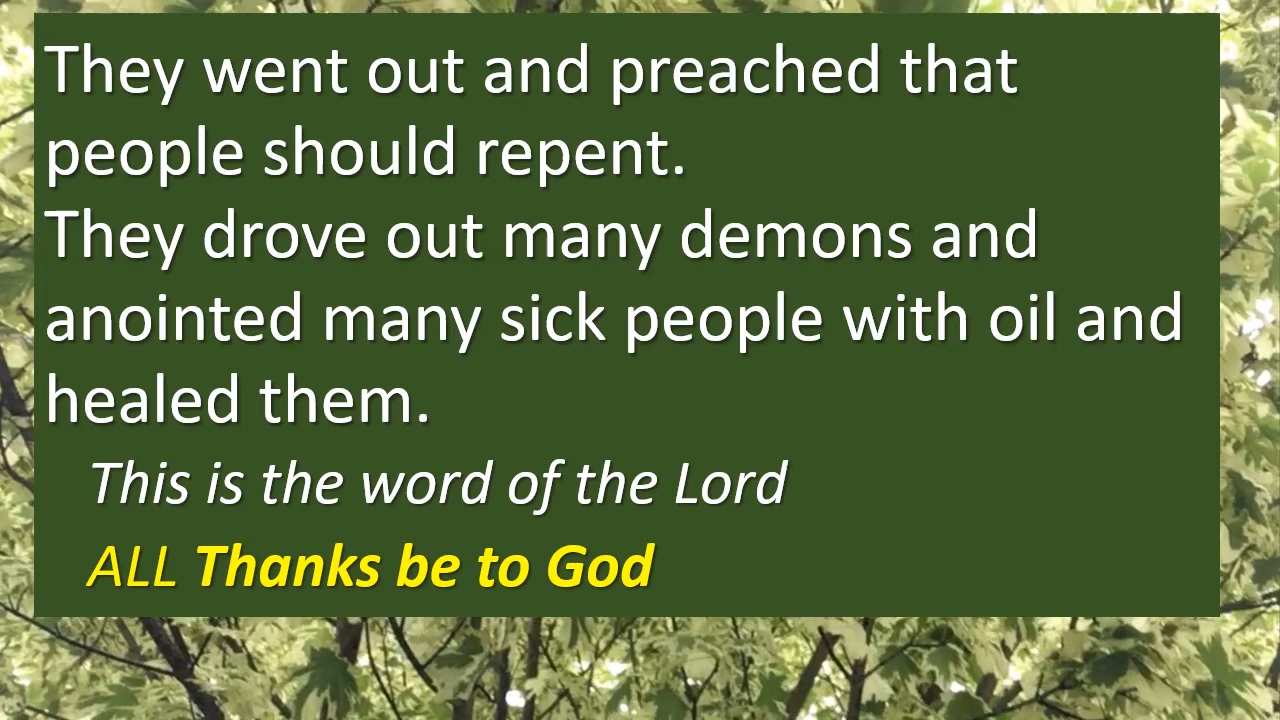 They went out and preached that
people should repent.
They drove out many demons and
anointed many sick people with oil and
healed them.
This is the word of the Lord
ALL Thanks be to God